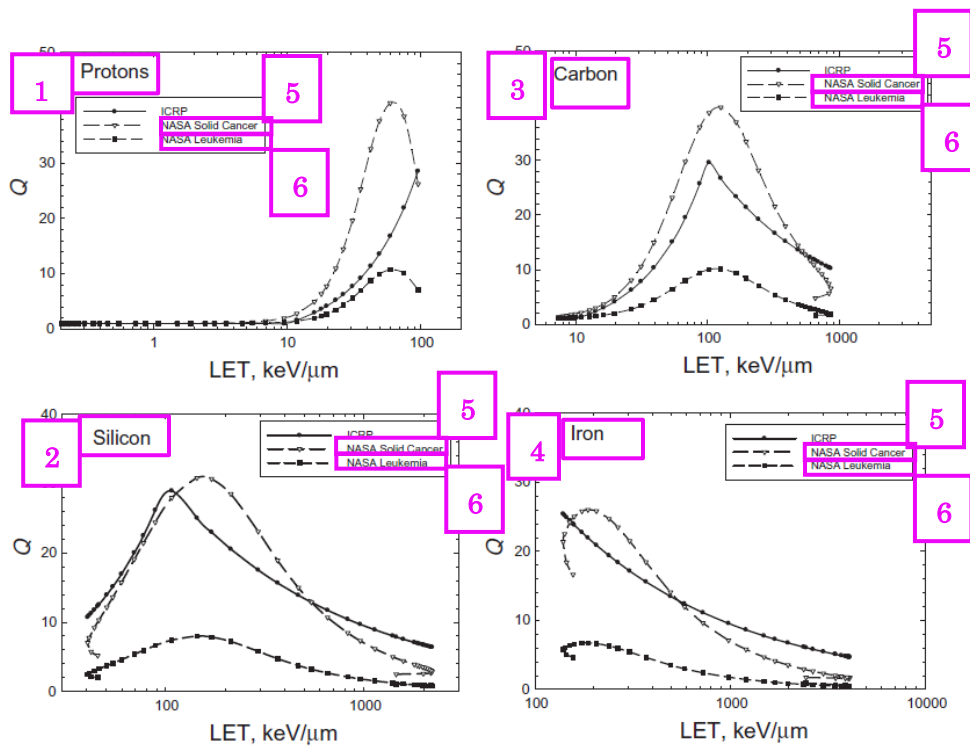 50
1
Protons
5
ICRP
NASA Solid Cancer
NASA Leukemia
6
30
20
10
0
Q
1
10
100
LET, keV/μm
50
3
Carbon
5
ICRP
NASA Solid Cancer
NASA Leukemia
6
40
30
20
10
0
Q
10
100
1000
LET, keV/μm
40
2
Silicon
5
ICRP
NASA Solid Cancer
NASA Leukemia
6
30
20
10
0
Q
100
1000
LET, keV/μm
40
4
Iron
5
ICRP
NASA Solid Cancer
NASA Leukemia
6
30
20
10
0
Q
100
1000
10000
LET, keV/μm